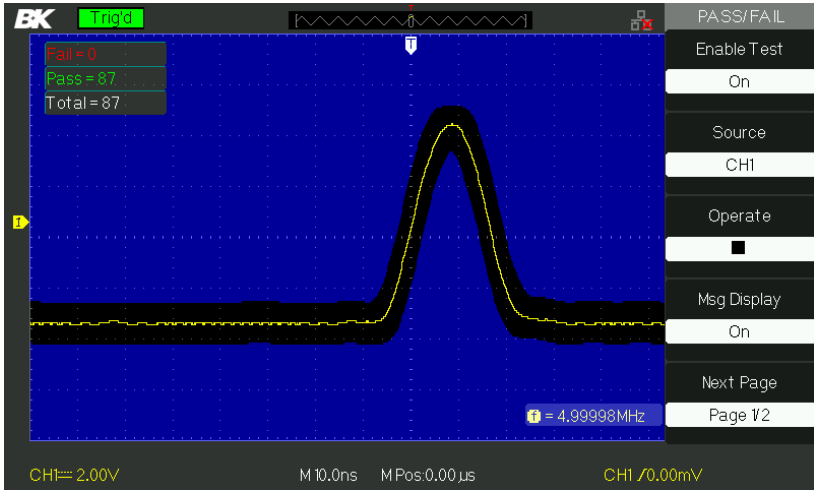 BK Trig'd T PASS/FAIL
Fail = 0
Pass = 87
Total = 87
T
1
Enable Test
On
Source
CH1
Operate
■
Msg Display
On
Next Page
Page 1/2
f = 4.99998MHz
CH1 2.00V M 10.0ns M Pos:0.00µs CH1 / 0.00mV